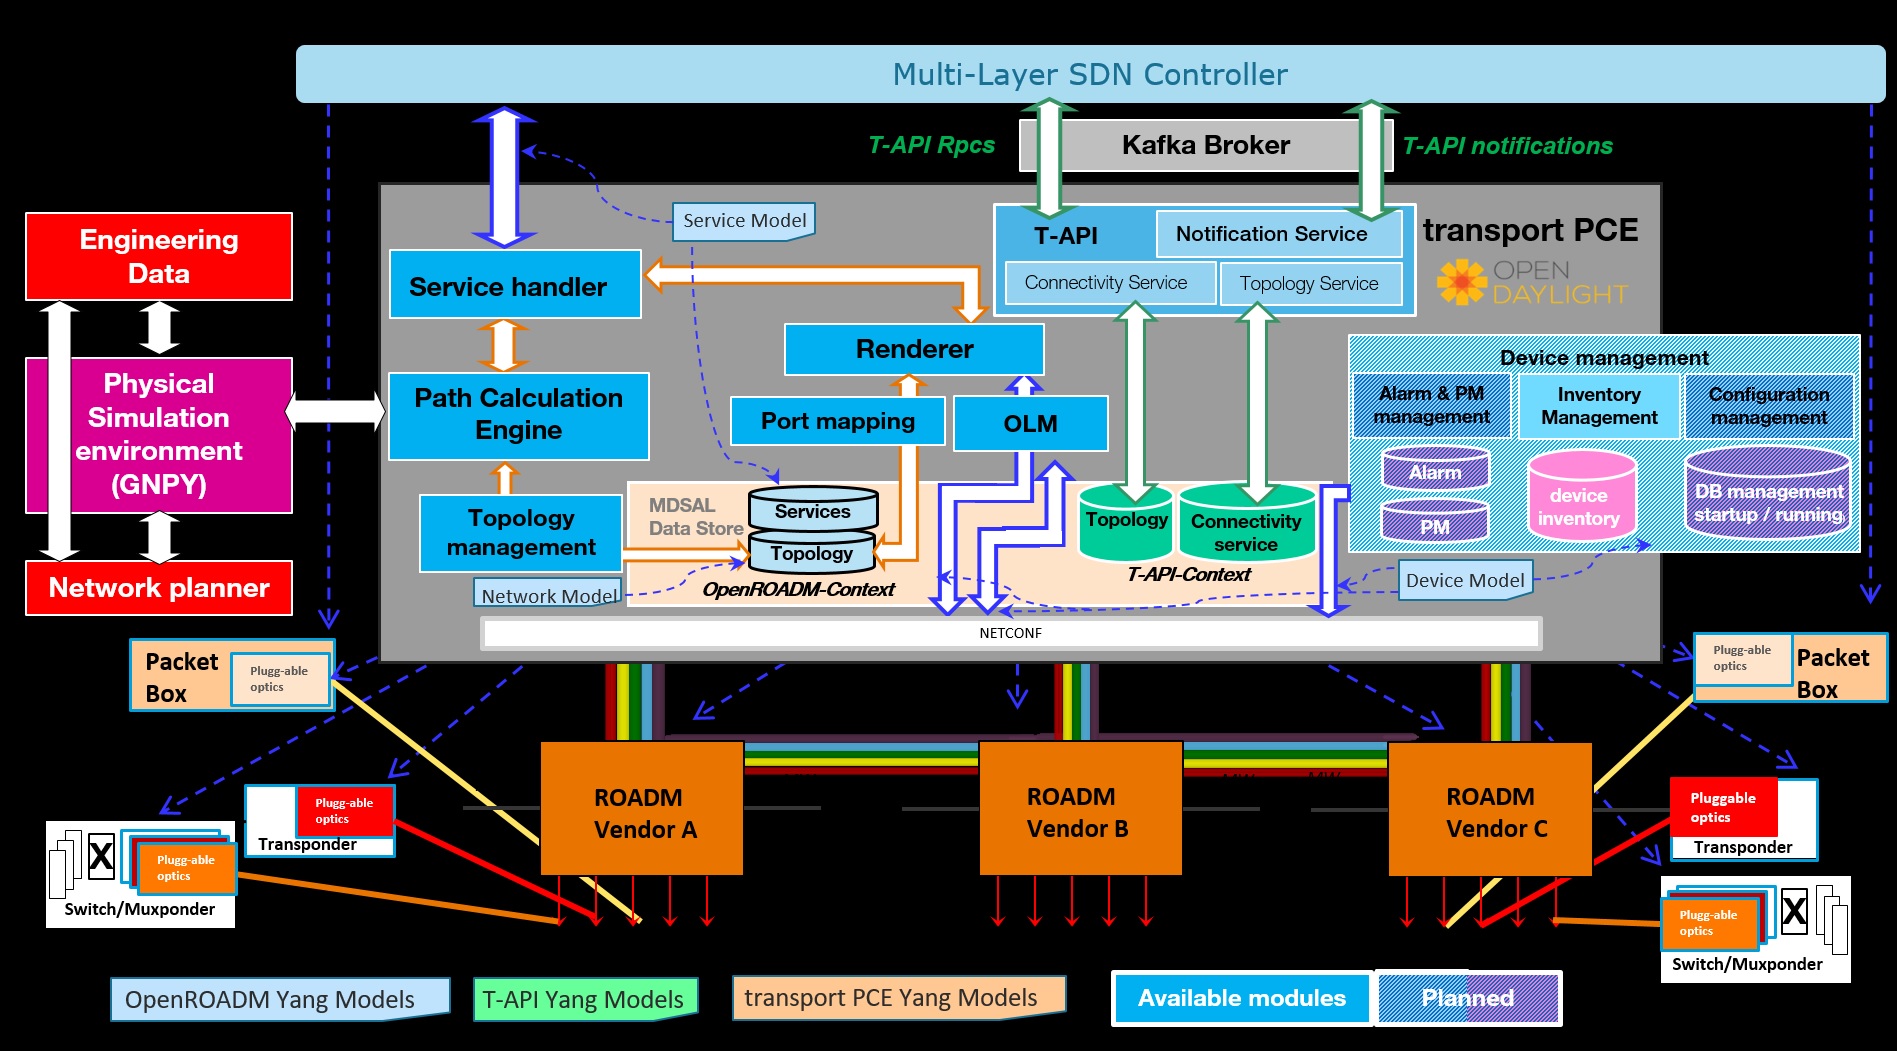 Multi-Layer SDN Controller
T-API Rpcs
Kafka Broker
T-API notifications
Service Model
transport PCE
OPEN
DAYLIGHT
T-API
Notification Service
Connectivity Service
Topology Service
Engineering
Data
Service handler
Renderer
Physical
Simulation
environment
(GNPY)
Path Calculation
Engine
Port mapping
OLM
Device management
Alarm & PM
management
Inventory
Management
Configuration
management
Alarm
PM
device
inventory
DB management
startup / running
Topology
management
MDSAL
Data Store
Services
Topology
OpenROADM-Context
Topology
Connectivity
service
T-API-Context
Network planner
Network Model
Device Model
NETCONF
Packet
Box
Plugg-able
optics
Plugg-able
optics
Packet
Box
Plugg-able
optics
Transponder
ROADM
Vendor A
ROADM
Vendor B
ROADM
Vendor C
Pluggable
optics
Transponder
X
Plugg-able
optics
Switch/Muxponder
Plugg-able
optics
X
Switch/Muxponder
OpenROADM Yang Models
T-API Yang Models
transport PCE Yang Models
Available modules
Planned